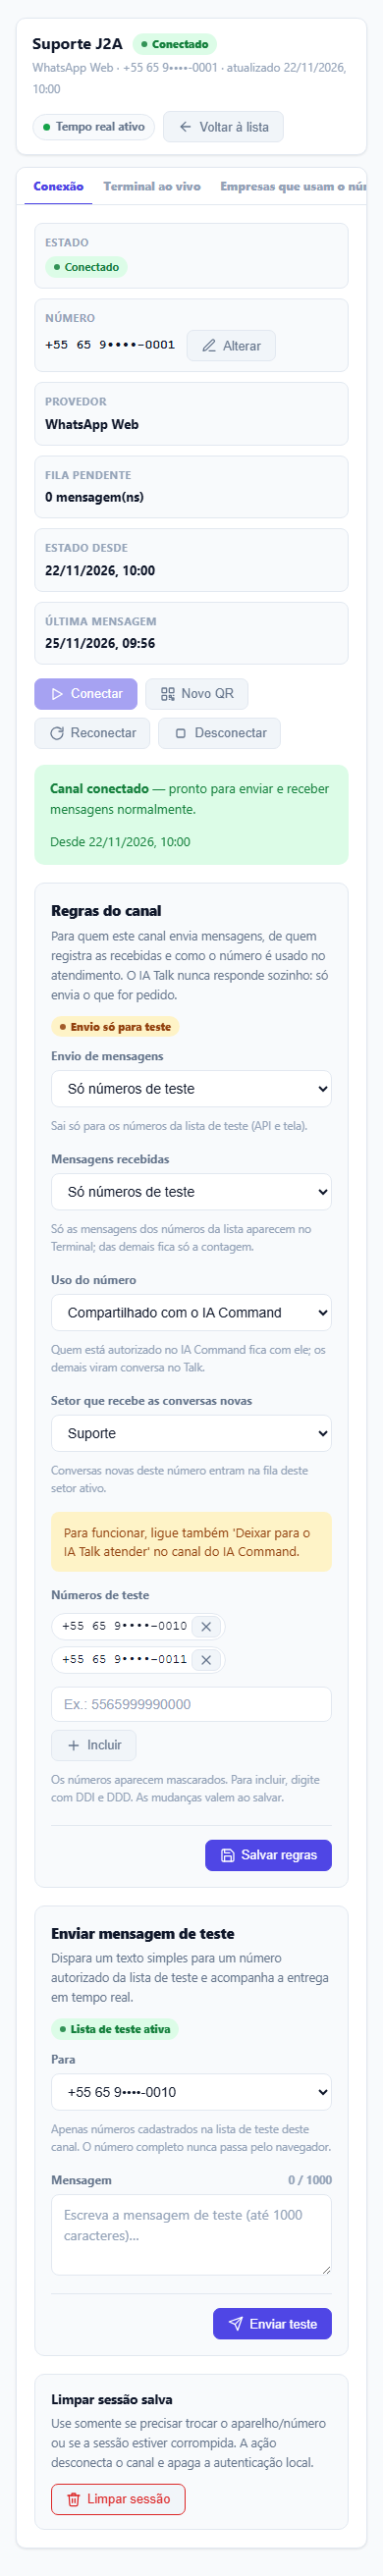 Suporte J2A
Conectado
WhatsApp Web · +55 65 9••••-0001 · atualizado 22/11/2026,
10:00
Tempo real ativo
Voltar à lista
Conexão
Terminal ao vivo
Empresas que usam o nún
ESTADO
Conectado
NÚMERO
+55 65 9••••-0001
Alterar
PROVEDOR
WhatsApp Web
FILA PENDENTE
0 mensagem(ns)
ESTADO DESDE
22/11/2026, 10:00
ÚLTIMA MENSAGEM
25/11/2026, 09:56
Conectar
Novo QR
Reconectar
Desconectar
Canal conectado — pronto para enviar e receber
mensagens normalmente.
Desde 22/11/2026, 10:00
Regras do canal
Para quem este canal envia mensagens, de quem
registra as recebidas e como o número é usado no
atendimento. O IA Talk nunca responde sozinho: só
envia o que for pedido.
Envio só para teste
Envio de mensagens
Só números de teste
Sai só para os números da lista de teste (API e tela).
Mensagens recebidas
Só números de teste
Só as mensagens dos números da lista aparecem no
Terminal; das demais fica só a contagem.
Uso do número
Compartilhado com o IA Command
Quem está autorizado no IA Command fica com ele; os
demais viram conversa no Talk.
Setor que recebe as conversas novas
Suporte
Conversas novas deste número entram na fila deste
setor ativo.
Para funcionar, ligue também 'Deixar para o
IA Talk atender' no canal do IA Command.
Números de teste
+55 65 9••••-0010
+55 65 9••••-0011
Ex.: 5565999990000
Incluir
Os números aparecem mascarados. Para incluir, digite
com DDI e DDD. As mudanças valem ao salvar.
Salvar regras
Enviar mensagem de teste
Dispara um texto simples para um número
autorizado da lista de teste e acompanha a entrega
em tempo real.
Lista de teste ativa
Para
+55 65 9••••-0010
Apenas números cadastrados na lista de teste deste
canal. O número completo nunca passa pelo navegador.
Mensagem
0 / 1000
Escreva a mensagem de teste (até 1000
caracteres)...
Enviar teste
Limpar sessão salva
Use somente se precisar trocar o aparelho/número
ou se a sessão estiver corrompida. A ação
desconecta o canal e apaga a autenticação local.
Limpar sessão